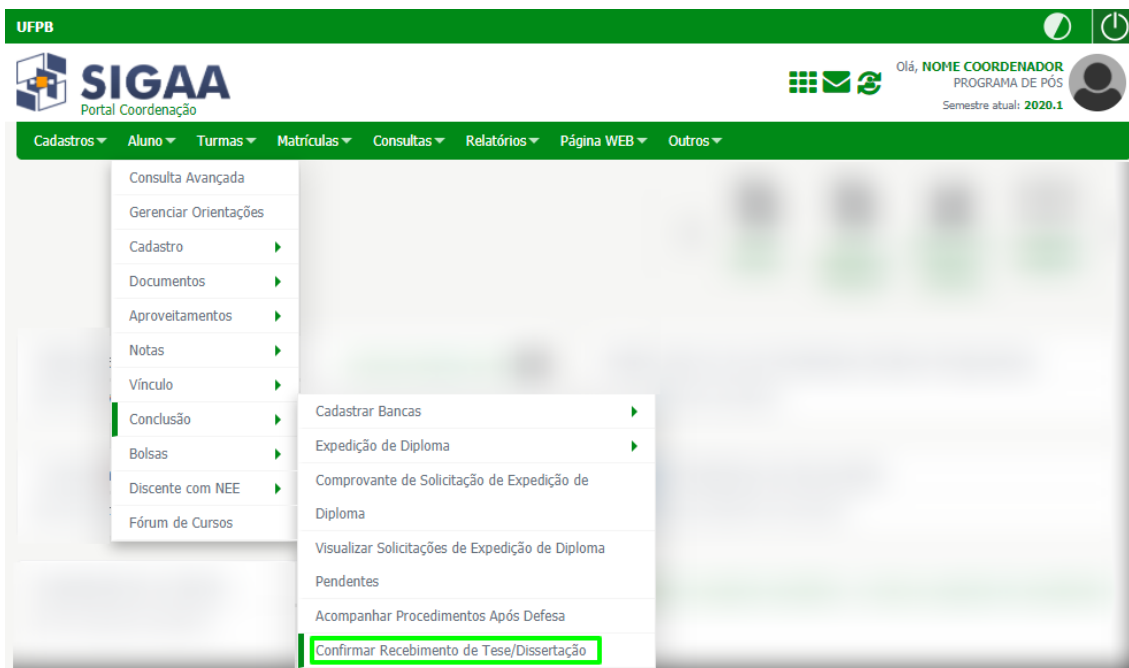 UFPB
SIGAA
Portal Coordenação
Olá, NOME COORDENADOR
PROGRAMA DE PÓS
Semestre atual: 2020.1
Cadastros Aluno Turmas Matrículas Consultas Relatórios Página WEB Outros
Consulta Avançada
Gerenciar Orientações
Cadastro
Documentos
Aproveitamentos
Notas
Vínculo
Conclusão
Bolsas
Discente com NEE
Fórum de Cursos
Cadastrar Bancas
Expedição de Diploma
Comprovante de Solicitação de Expedição de
Diploma
Visualizar Solicitações de Expedição de Diploma
Pendentes
Acompanhar Procedimentos Após Defesa
Confirmar Recebimento de Tese/Dissertação